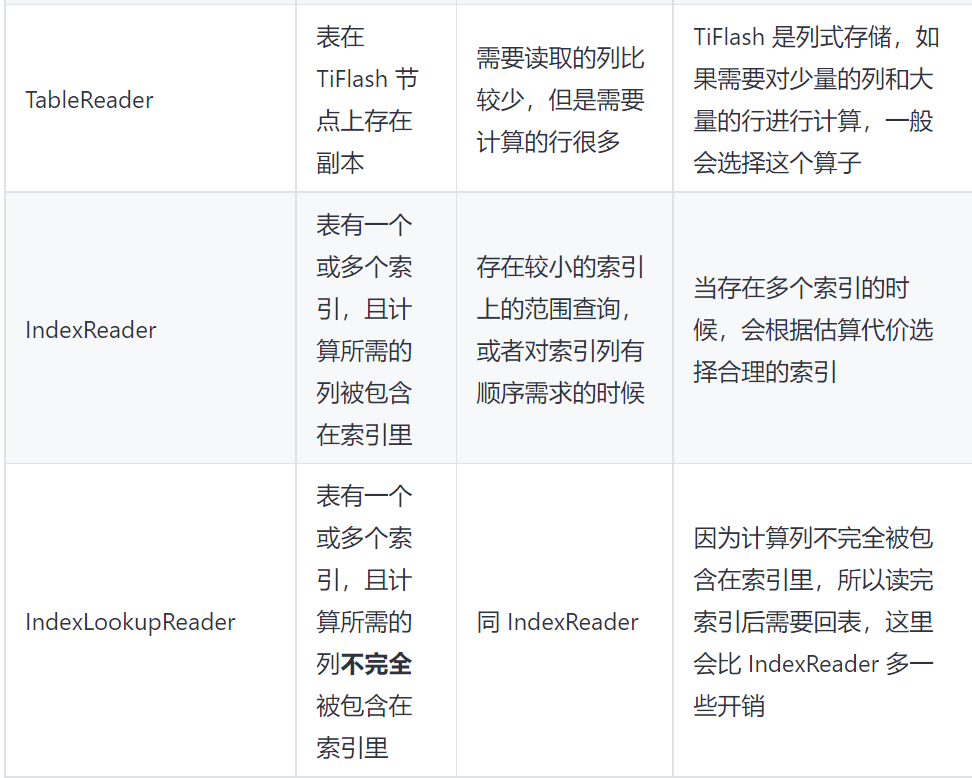 TableReader
表在
TiFlash 节
点上存在
副本
需要读取的列比
较少，但是需要
计算的行很多
TiFlash 是列式存储，如
果需要对少量的列和大
量的行进行计算，一般
会选择这个算子
IndexReader
表有一个
或多个索
引，且计
算所需的
列被包含
在索引里
存在较小的索引
上的范围查询，
或者对索引列有
顺序需求的时候
当存在多个索引的时
候，会根据估算代价选
择合理的索引
IndexLookupReader
表有一个
或多个索
引，且计
算所需的
列不完全
被包含在
索引里
同 IndexReader
因为计算列不完全被包
含在索引里，所以读完
索引后需要回表，这里
会比 IndexReader 多一
些开销